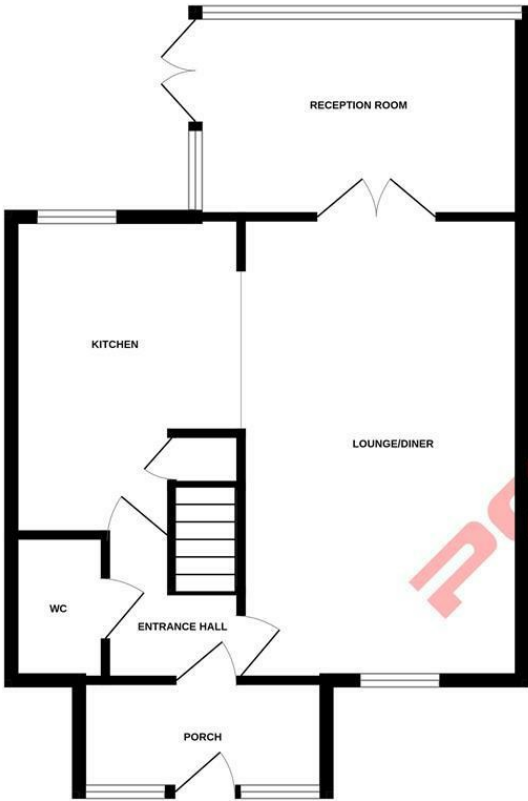 RECEPTION ROOM
KITCHEN
LOUNGE/DINER
WC
ENTRANCE HALL
PORCH